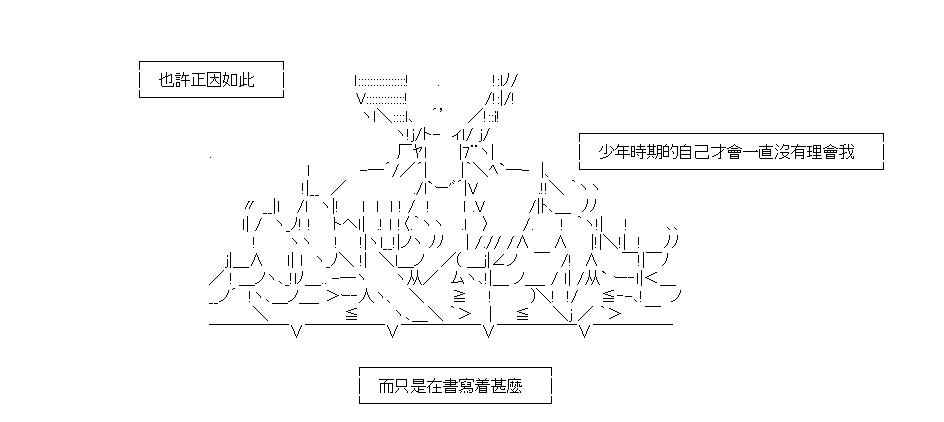 也許正因如此
少年時期的自己才會一直沒有理會我
而只是在書寫着甚麼